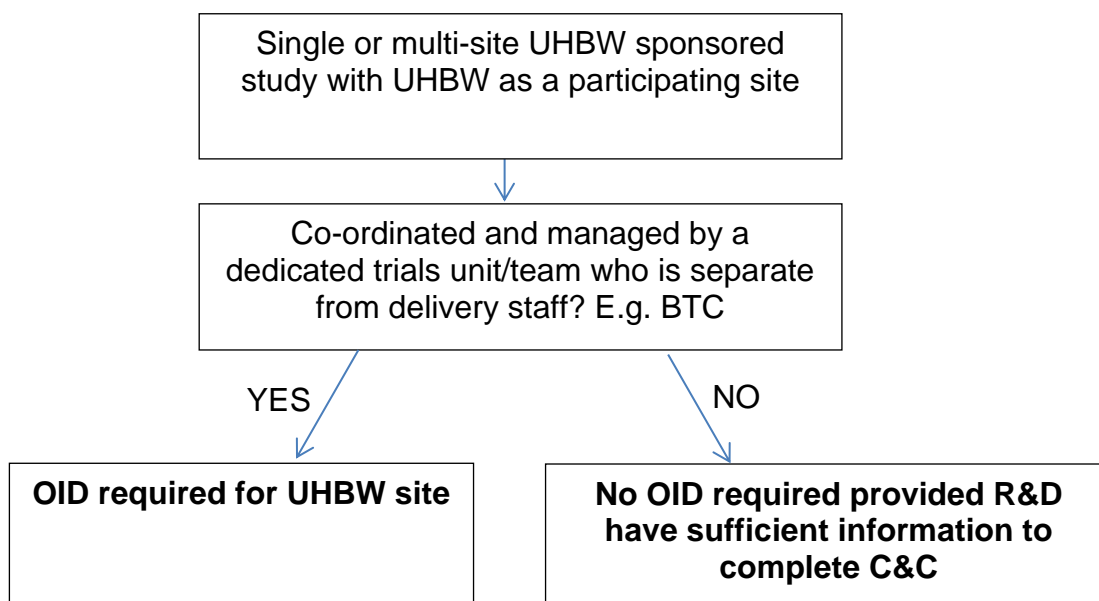 Single or multi-site UHBW sponsored
study with UHBW as a participating site
Co-ordinated and managed by a
dedicated trials unit/team who is separate
from delivery staff? E.g. BTC
YES
NO
OID required for UHBW site
No OID required provided R&D
have sufficient information to
complete C&C